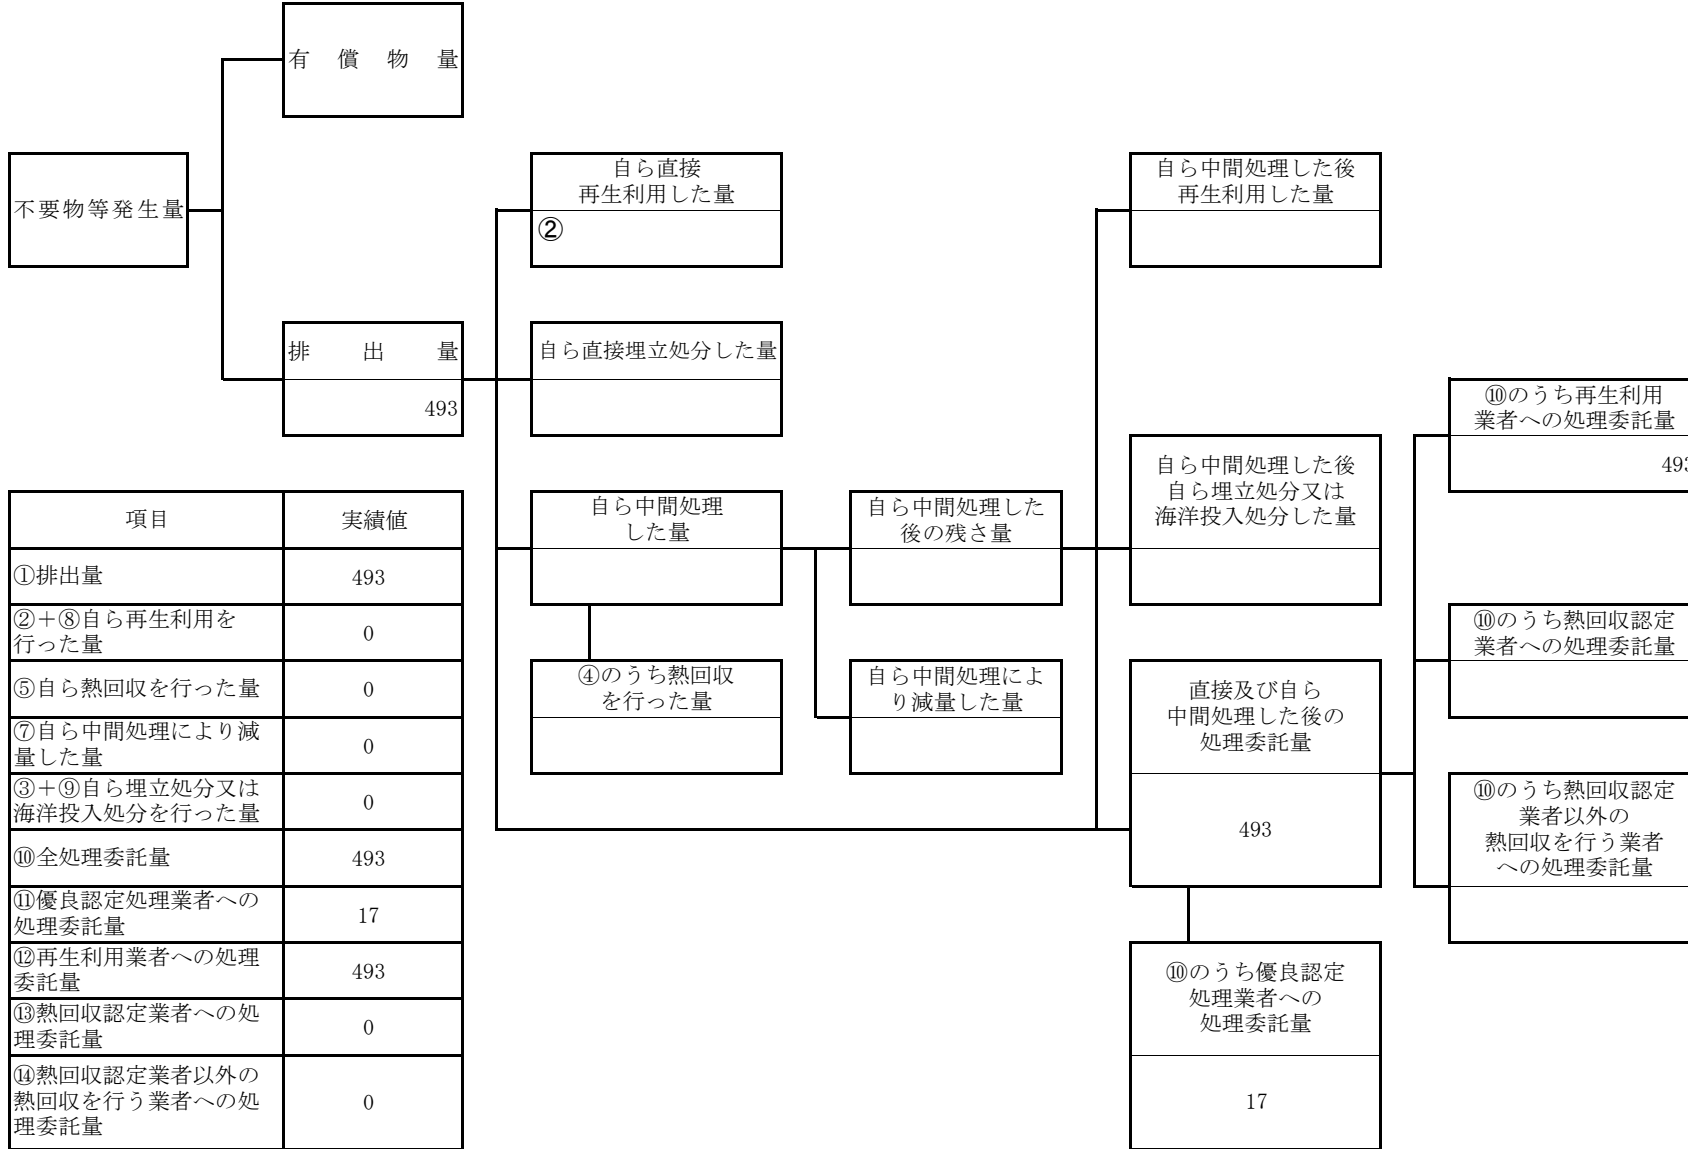 有償物量
不要物等発生量
自ら直接
再生利用した量
②
自ら中間処理した後
再生利用した量
排出量
493
自ら直接埋立処分した量
⑩のうち再生利用
業者への処理委託量
493
自ら中間処理した後
自ら埋立処分又は
海洋投入処分した量
自ら中間処理
した量
自ら中間処理した
後の残さ量
⑩のうち熱回収認定
業者への処理委託量
④のうち熱回収
を行った量
自ら中間処理によ
り減量した量
直接及び自ら
中間処理した後の
処理委託量
493
⑩のうち熱回収認定
業者以外の
熱回収を行う業者
への処理委託量
⑩のうち優良認定
処理業者への
処理委託量
17
項目 実績値
①排出量 493
②+⑧自ら再生利用を
行った量 0
⑤自ら熱回収を行った量 0
⑦自ら中間処理により減
量した量 0
③+⑨自ら埋立処分又は
海洋投入処分を行った量 0
⑩全処理委託量 493
⑪優良認定処理業者への
処理委託量 17
⑫再生利用業者への処理
委託量 493
⑬熱回収認定業者への処
理委託量 0
⑭熱回収認定業者以外の
熱回収を行う業者への処
理委託量 0